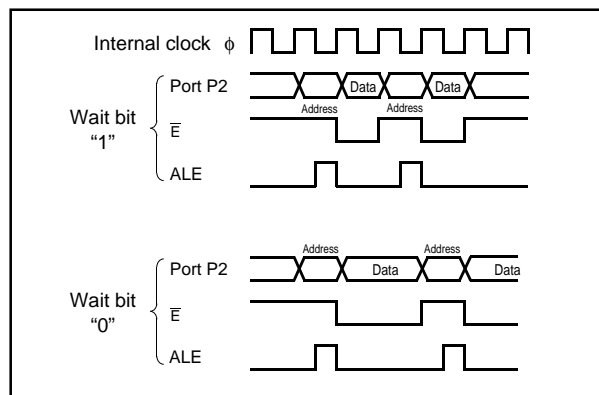 Internal clock ϕ
Port P2
Data
Data
Address
Address
Wait bit
“1”
E
ALE
Address
Address
Port P2
Data
Data
Wait bit
“0”
E
ALE